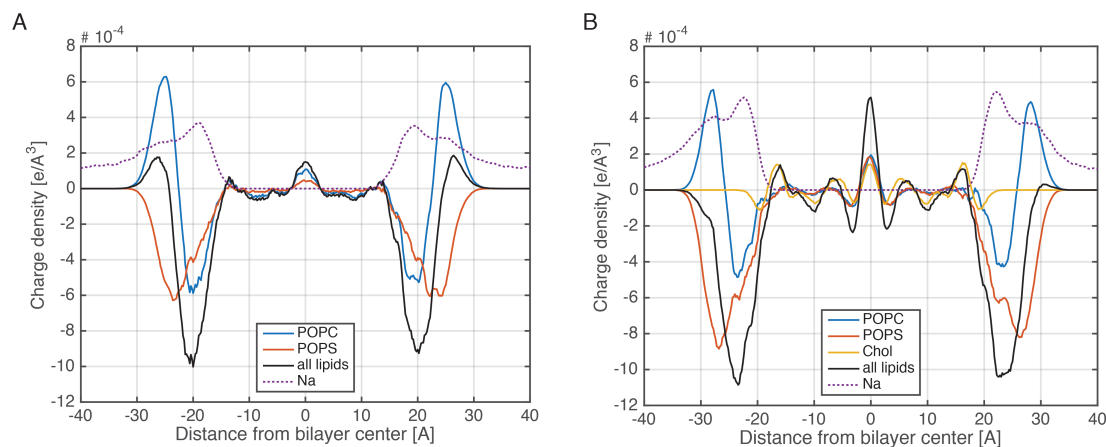 A
# 10-4
8
6
4
2
0
-2
-4
-6
-8
-10
-12
Charge density [e/A3]
-40 -30 -20 -10 0 10 20 30 40
Distance from bilayer center [A]
POPC
POPS
all lipids
Na
B
# 10-4
8
6
4
2
0
-2
-4
-6
-8
-10
-12
Charge density [e/A3]
-40 -30 -20 -10 0 10 20 30 40
Distance from bilayer center [A]
POPC
POPS
Chol
all lipids
Na